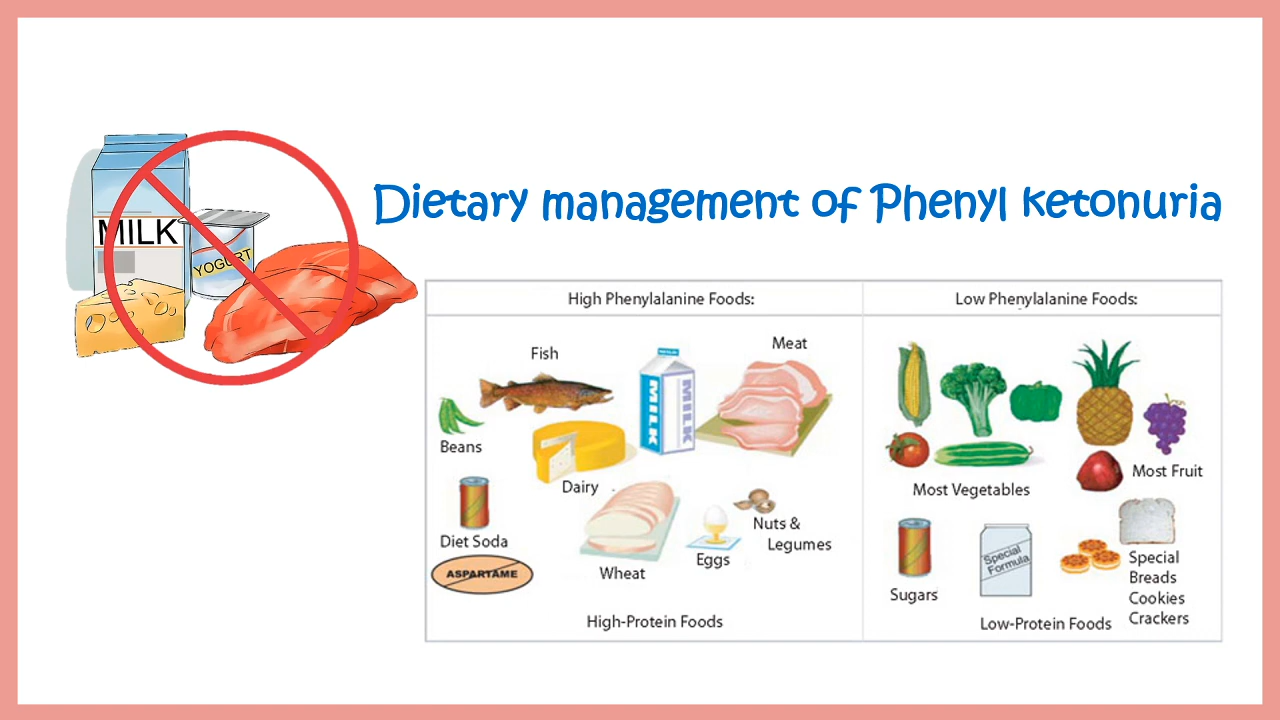 Dietary management of Phenyl ketonuria
MILK
YOGURT
High Phenylalanine Foods:
Low Phenylalanine Foods:
Fish
Meat
MILK
MILK
Beans
Dairy
Diet Soda
ASPARTAME
Wheat
Eggs
Nuts &
Legumes
High-Protein Foods
Most Vegetables
Most Fruit
Sugars
Special
Formula
Special
Breads
Cookies
Crackers
Low-Protein Foods